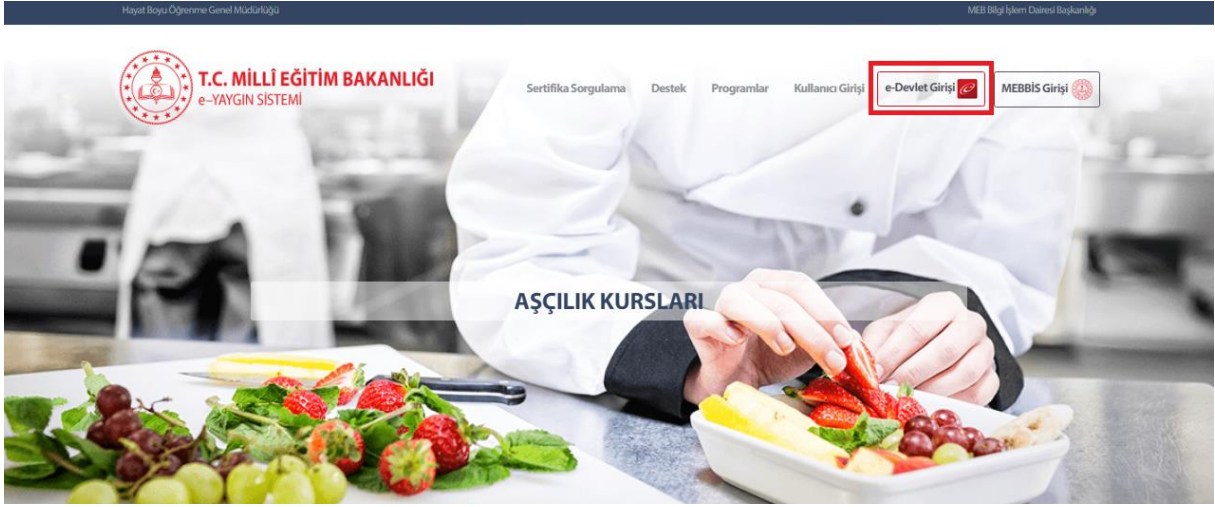 Hayat Boyu Öğrenme Genel Müdürlüğü
MEB Bilgi İşlem Dairesi Başkanlığı
T.C. MİLLÎ EĞİTİM BAKANLIĞI
e-YAYGIN SİSTEMİ
Sertifika Sorgulama
Destek
Programlar
Kullanıcı Girişi
e-Devlet Girişi
MEBBİS Girişi
AŞÇILIK KURSLARI